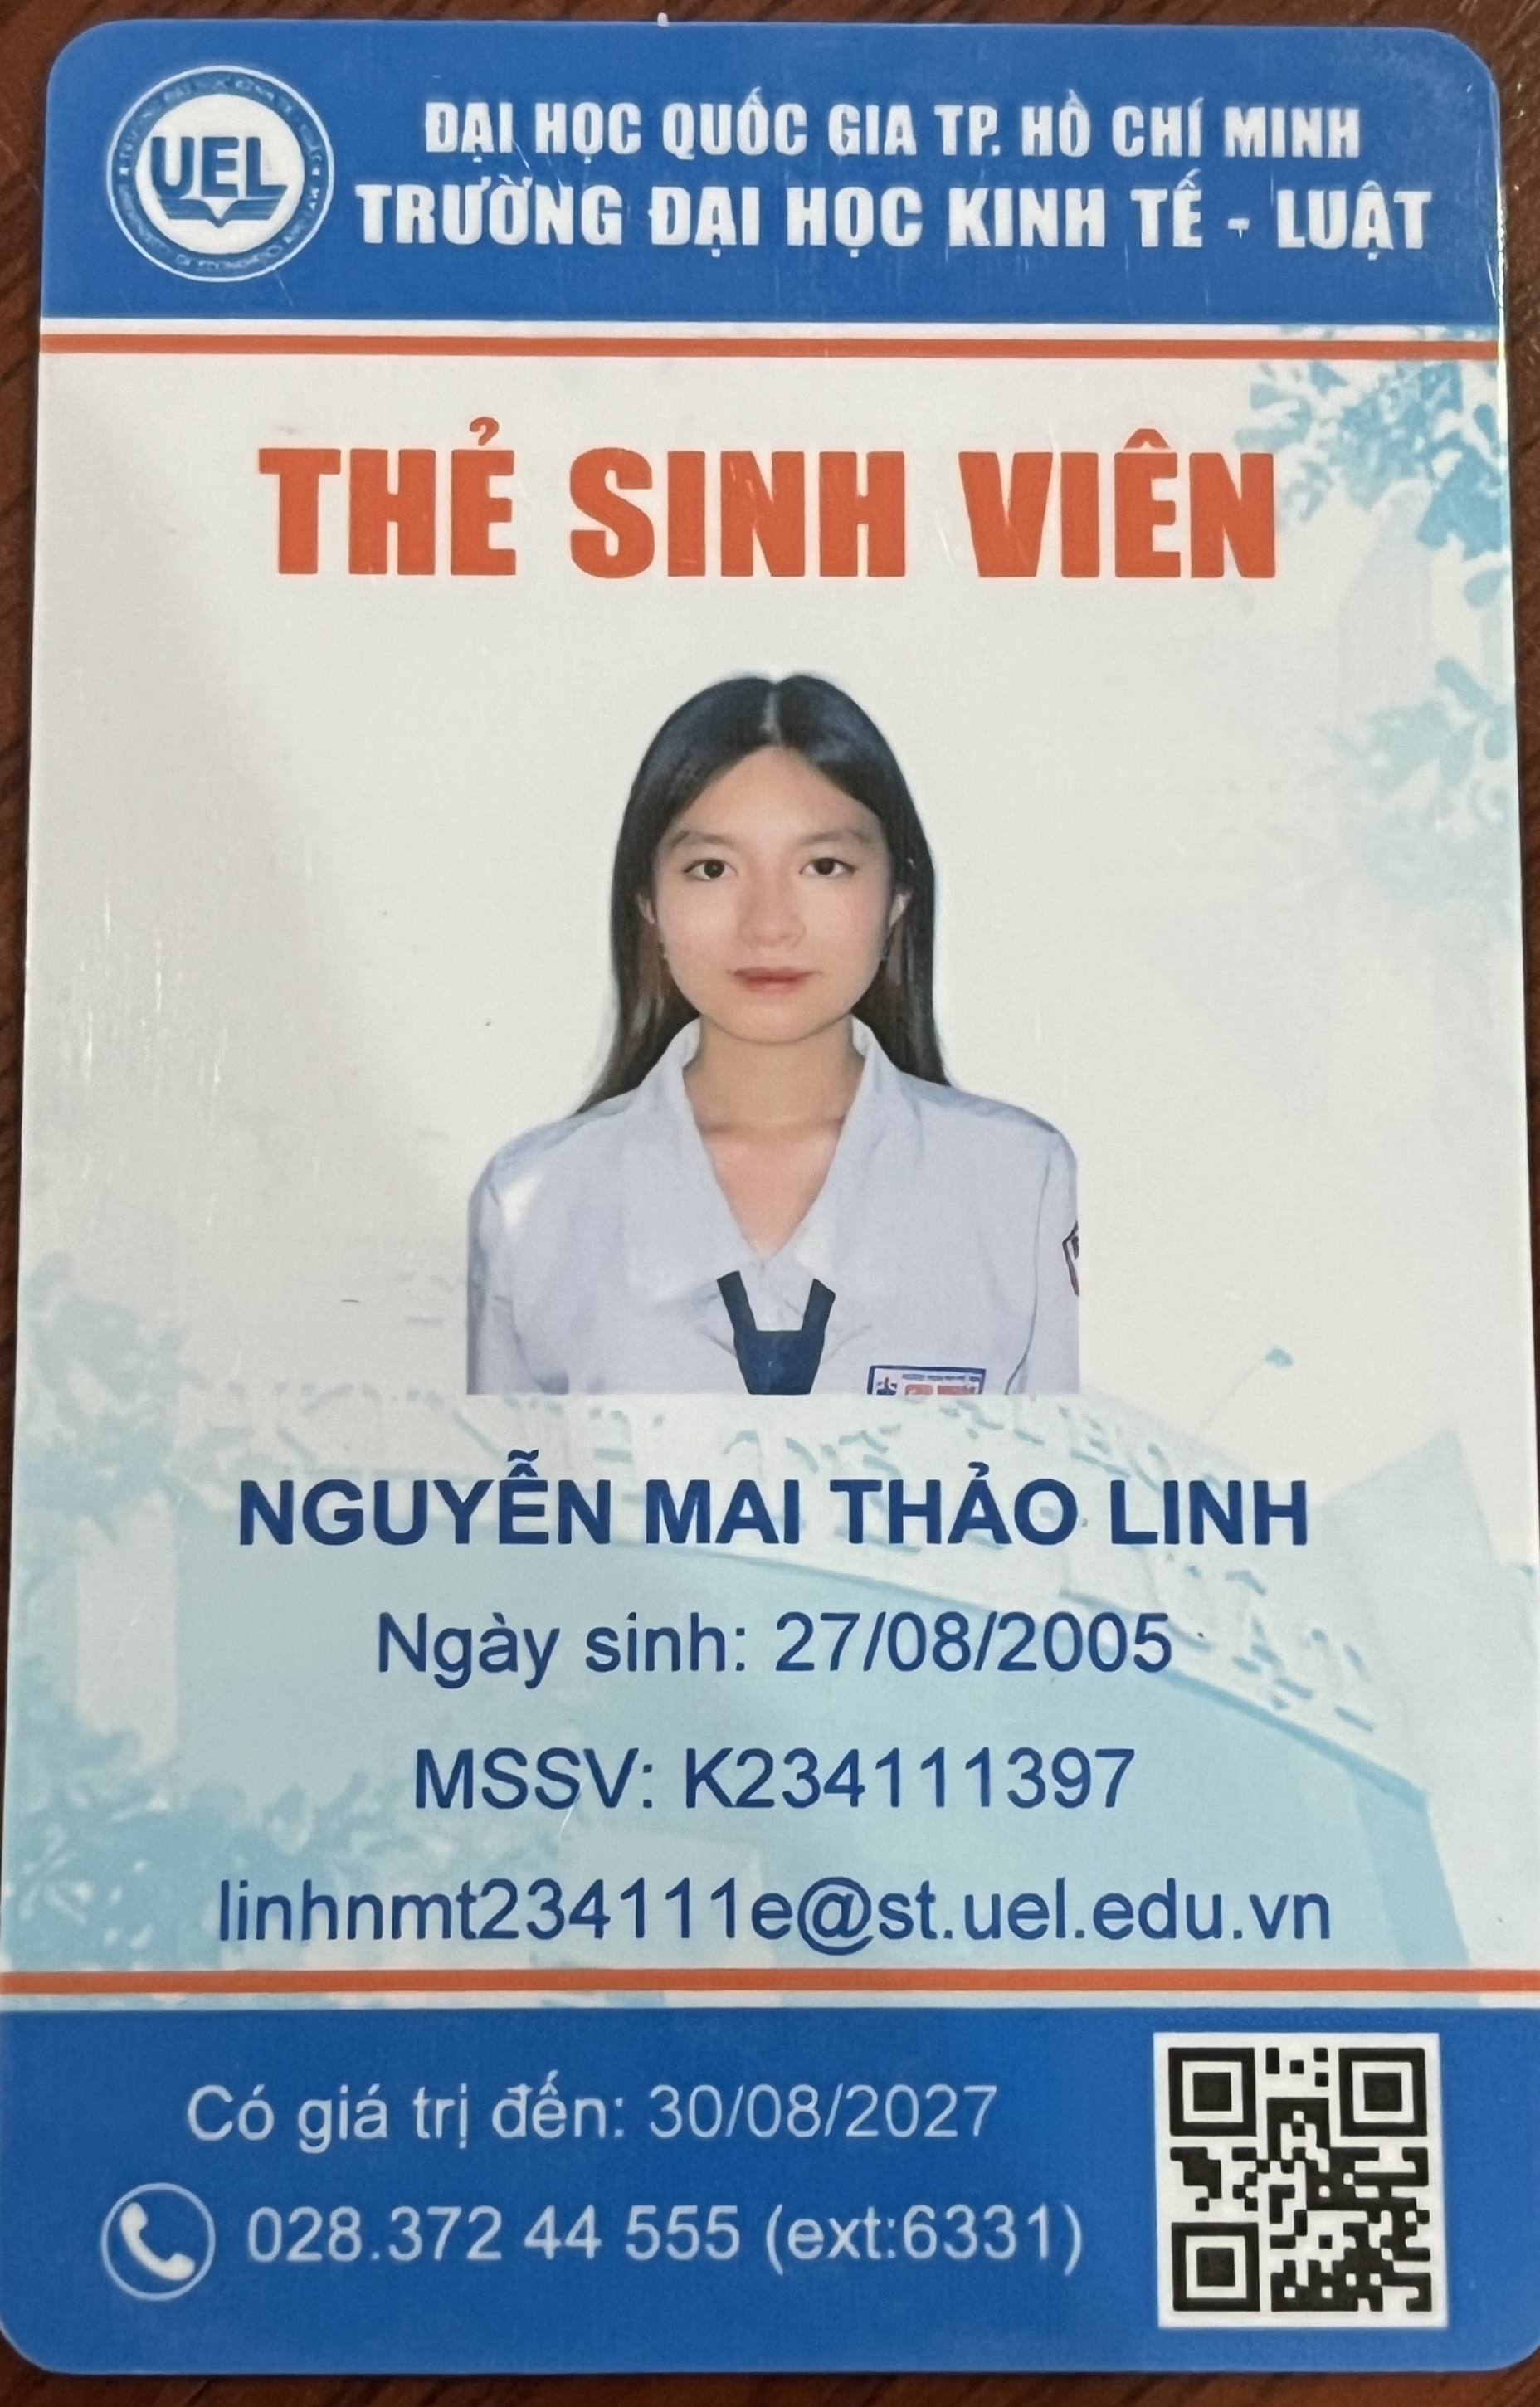 UEL
ĐẠI HỌC QUỐC GIA TP. HỒ CHÍ MINH
TRƯỜNG ĐẠI HỌC KINH TẾ - LUẬT
THẺ SINH VIÊN
NGUYỄN MAI THẢO LINH
Ngày sinh: 27/08/2005
MSSV: K234111397
linhnmt234111e@st.uel.edu.vn
Có giá trị đến: 30/08/2027
028.372 44 555 (ext:6331)